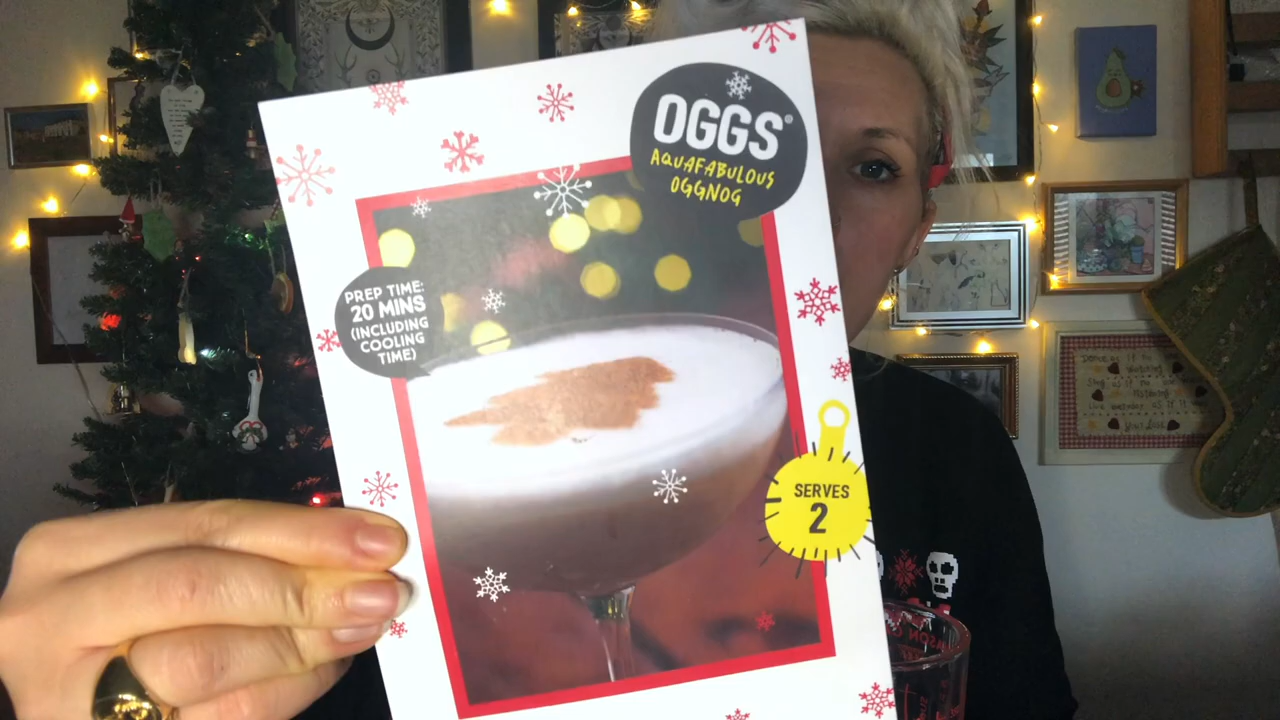 OGGS®
AQUAFABULOUS
OGGNOG
PREP TIME:
20 MINS
(INCLUDING
COOLING
TIME)
SERVES
2